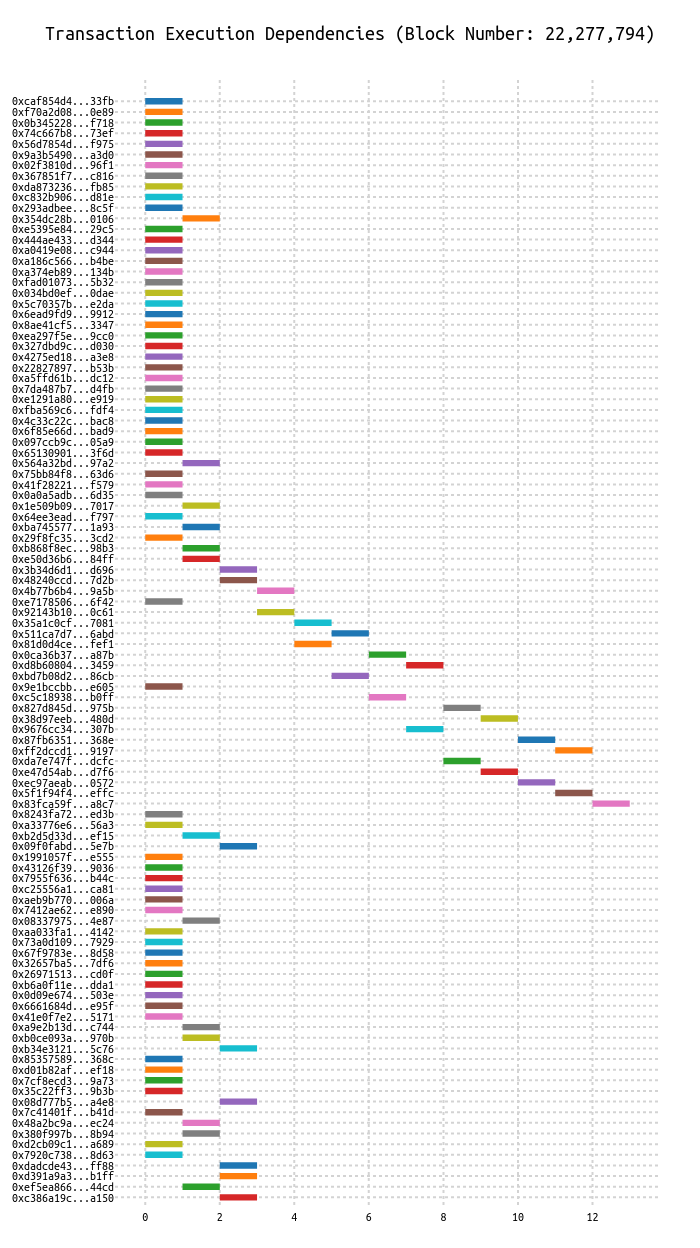 Transaction Execution Dependencies (Block Number: 22,277,794)
0xcaf854d4...33fb
0xf70a2d08...0e89
0x0b345228...f718
0x74c667b8...73ef
0x56d7854d...f975
0x9a3b5490...a3d0
0x02f3810d...96f1
0x367851f7...c816
0xda873236...fb85
0xc832b906...d81e
0x293adbee...8c5f
0x354dc28b...0106
0xe5395e84...29c5
0x444ae433...d344
0xa0419e08...c944
0xa186c566...b4be
0xa374eb89...134b
0xfad01073...5b32
0x034bd0ef...0dae
0x5c70357b...e2da
0x6ead9fd9...9912
0x8ae41cf5...3347
0xea297f5e...9cc0
0x327dbd9c...d030
0x4275ed18...a3e8
0x22827897...b53b
0xa5ffd61b...dc12
0x7da487b7...d4fb
0xe1291a80...e919
0xfba569c6...fdf4
0x4c33c22c...bac8
0x6f85e66d...bad9
0x097ccb9c...05a9
0x65130901...3f6d
0x564a32bd...97a2
0x75bb84f8...63d6
0x41f28221...f579
0x0a0a5adb...6d35
0x1e509b09...7017
0x64ee3ead...f797
0xba745577...1a93
0x29f8fc35...3cd2
0xb868f8ec...98b3
0xe50d36b6...84ff
0x3b34d6d1...d696
0x48240ccd...7d2b
0x4b77b6b4...9a5b
0xe7178506...6f42
0x92143b10...0c61
0x35a1c0cf...7081
0x511ca7d7...6abd
0x81d0d4ce...fef1
0x0ca36b37...a87b
0xd8b60804...3459
0xbd7b08d2...86cb
0x9e1bccbb...e605
0xc5c18938...b0ff
0x827d845d...975b
0x38d97eeb...480d
0x9676cc34...307b
0x87fb6351...368e
0xff2dccd1...9197
0xda7e747f...dcfc
0xe47d54ab...d7f6
0xec97aeab...0572
0x5f1f94f4...effc
0x83fca59f...a8c7
0x8243fa72...ed3b
0xa33776e6...56a3
0xb2d5d33d...ef15
0x09f0fabd...5e7b
0x1991057f...e555
0x43126f39...9036
0x7955f636...b44c
0xc25556a1...ca81
0xaeb9b770...006a
0x7412ae62...e890
0x08337975...4e87
0xaa033fa1...4142
0x73a0d109...7929
0x67f9783e...8d58
0x32657ba5...7df6
0x26971513...cd0f
0xb6a0f11e...dda1
0x0d09e674...503e
0x6661684d...e95f
0x41e0f7e2...5171
0xa9e2b13d...c744
0xb0ce093a...970b
0xb34e3121...5c76
0x85357589...368c
0xd01b82af...ef18
0x7cf8ecd3...9a73
0x35c22ff3...9b3b
0x08d777b5...a4e8
0x7c41401f...b41d
0x48a2bc9a...ec24
0x380f997b...8b94
0xd2cb09c1...a689
0x7920c738...8d63
0xdadcde43...ff88
0xd391a9a3...b1ff
0xef5ea866...44cd
0xc386a19c...a150
0 2 4 6 8 10 12